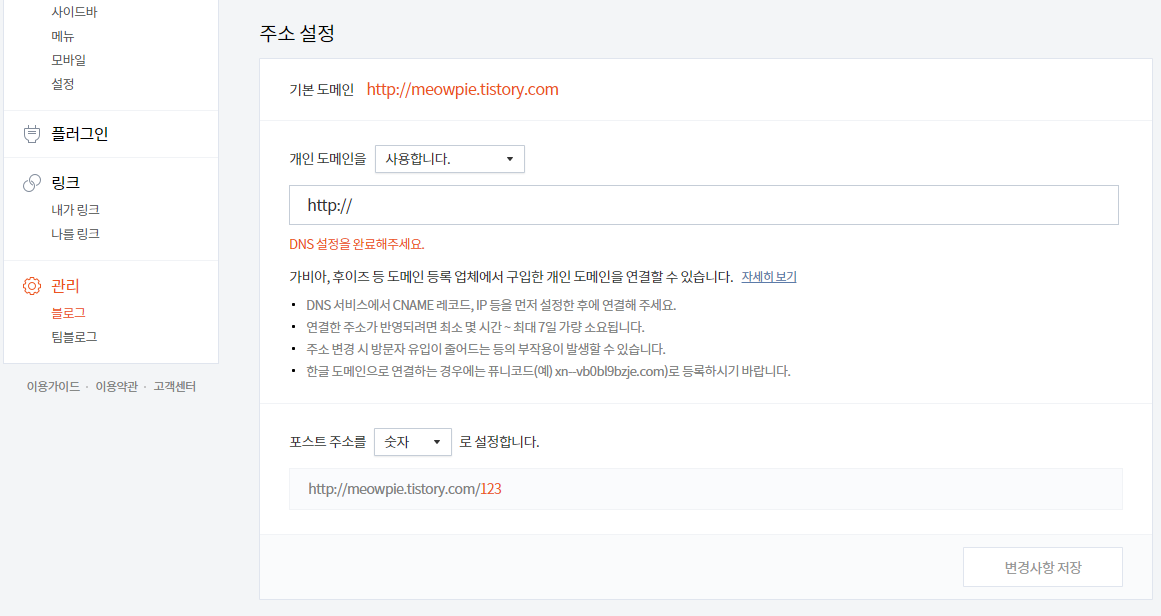 사이드바
메뉴
모바일
설정
플러그인
링크
내가 링크
나를 링크
관리
블로그
팀블로그
이용가이드 · 이용약관 · 고객센터
주소 설정
기본 도메인 http://meowpie.tistory.com
개인 도메인을 사용합니다.
http://
DNS 설정을 완료해주세요.
가비아, 후이즈 등 도메인 등록 업체에서 구입한 개인 도메인을 연결할 수 있습니다. 자세히 보기
• DNS 서비스에서 CNAME 레코드, IP 등을 먼저 설정한 후에 연결해 주세요.
• 연결한 주소가 반영되려면 최소 몇 시간 ~ 최대 7일 가량 소요됩니다.
• 주소 변경 시 방문자 유입이 줄어드는 등의 부작용이 발생할 수 있습니다.
• 한글 도메인으로 연결하는 경우에는 퓨니코드(예) xn--vb0bl9bzje.com)로 등록하시기 바랍니다.
포스트 주소를 숫자 로 설정합니다.
http://meowpie.tistory.com/123
변경사항 저장